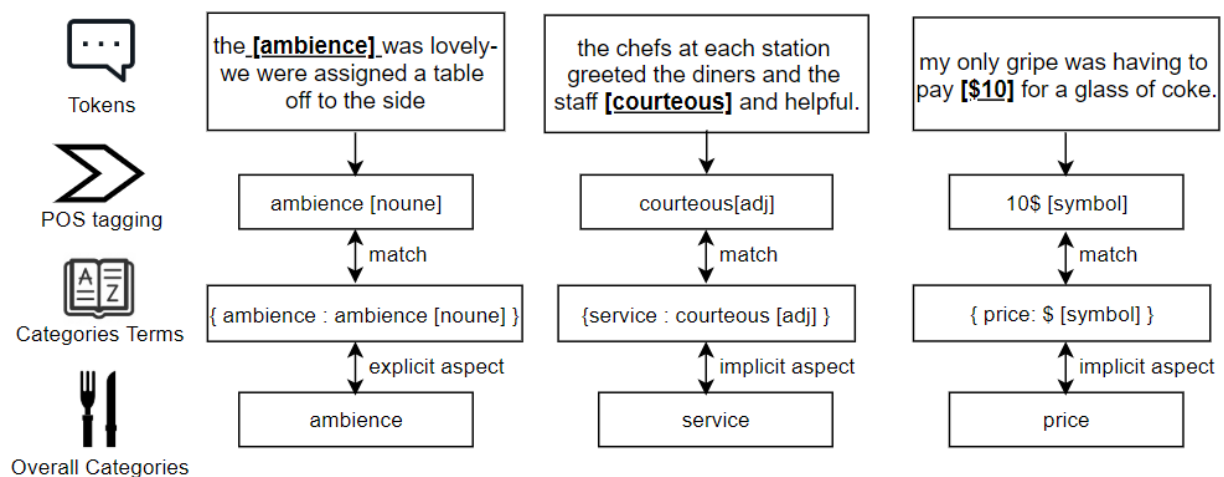 the [ambience] was lovely-
we were assigned a table
off to the side
the chefs at each station
greeted the diners and the
staff [courteous] and helpful.
my only gripe was having to
pay [$10] for a glass of coke.
Tokens
ambience [noune]
courteous[adj]
10$ [symbol]
POS tagging
match
match
match
{ ambience : ambience [noune] }
{service : courteous [adj] }
{ price: $ [symbol] }
A
Z
Categories Terms
explicit aspect
implicit aspect
implicit aspect
ambience
service
price
Overall Categories